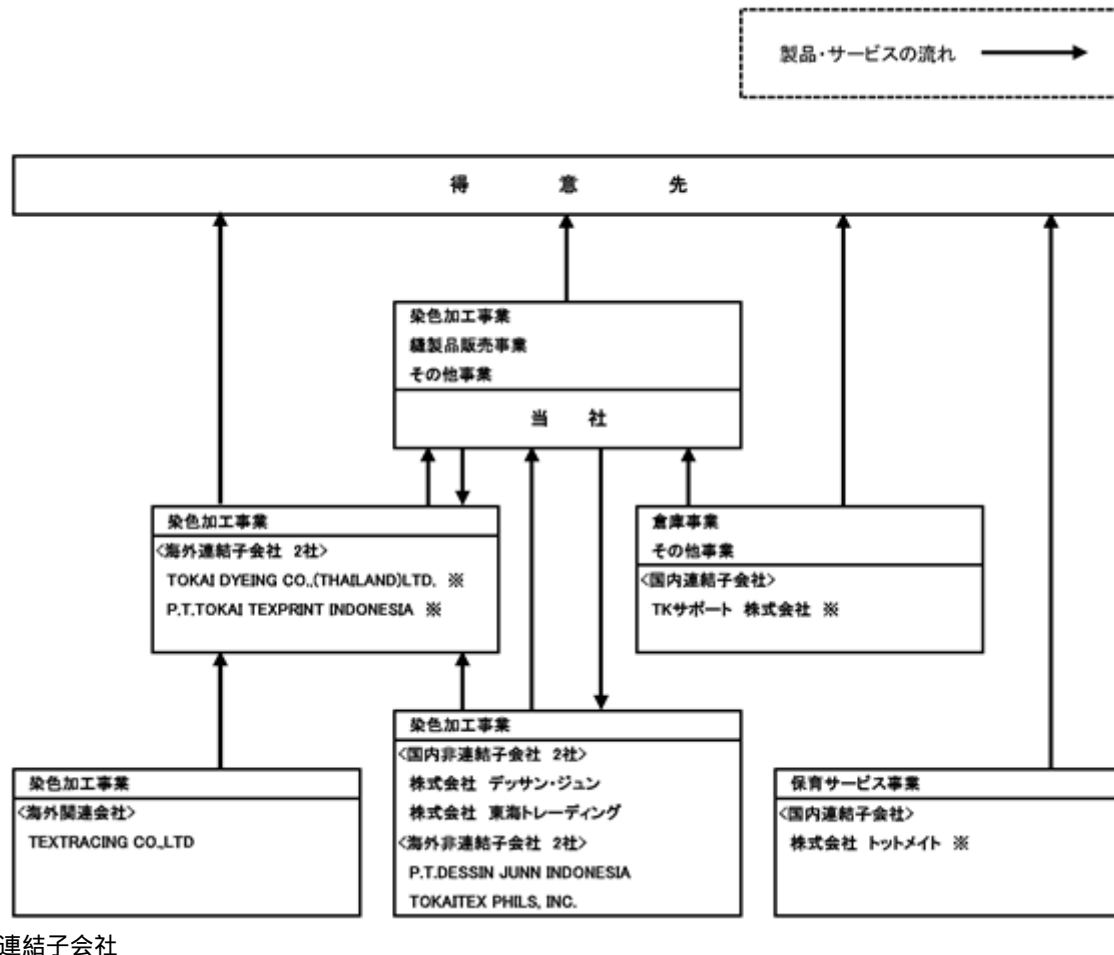 製品・サービスの流れ
得 意 先
染色加工事業
縫製品販売事業
その他事業
当 社
染色加工事業
<海外連結子会社 2社>
TOKAI DYEING CO.,(THAILAND)LTD. ※
P.T.TOKAI TEXPRINT INDONESIA ※
倉庫事業
その他事業
<国内連結子会社>
TKサポート 株式会社 ※
染色加工事業
<海外関連会社>
TEXTRACING CO.,LTD
染色加工事業
<国内非連結子会社 2社>
株式会社 デッサン・ジュン
株式会社 東海トレーディング
<海外非連結子会社 2社>
P.T.DESSIN JUNN INDONESIA
TOKAITEX PHILS, INC.
保育サービス事業
<国内連結子会社>
株式会社 トットメイト ※
連結子会社